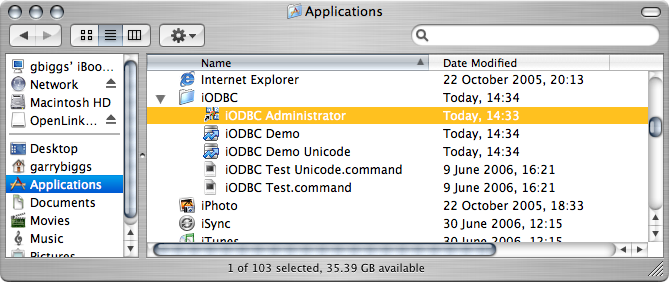 Applications
Name Date Modified
gbiggs' iBoo...
Network
Macintosh HD
OpenLink...
Desktop
garrybiggs
Applications
Documents
Movies
Music
Pictures
Internet Explorer 22 October 2005, 20:13
iODBC Today, 14:34
iODBC Administrator Today, 14:33
iODBC Demo Today, 14:34
iODBC Demo Unicode Today, 14:34
iODBC Test Unicode.command 9 June 2006, 16:21
iODBC Test.command 9 June 2006, 16:21
iPhoto 22 October 2005, 18:33
iSync 30 June 2006, 12:15
iTunes 30 June 2006, 12:15
1 of 103 selected, 35.39 GB available